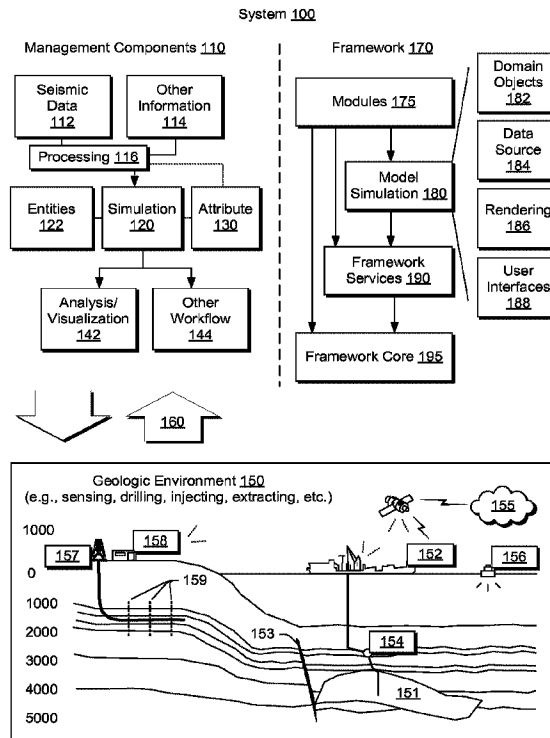 System 100
Management Components 110
Framework 170
Seismic
Data
112
Other
Information
114
Processing 116
Entities
122
Simulation
120
Attribute
130
Analysis/
Visualization
142
Other
Workflow
144
Modules 175
Model
Simulation 180
Framework
Services 190
Framework Core 195
Domain
Objects
182
Data
Source
184
Rendering
186
User
Interfaces
188
160
Geologic Environment 150
(e.g., sensing, drilling, injecting, extracting, etc.)
155
1000
157
158
152
156
0
159
1000
153
2000
154
3000
4000
151
5000